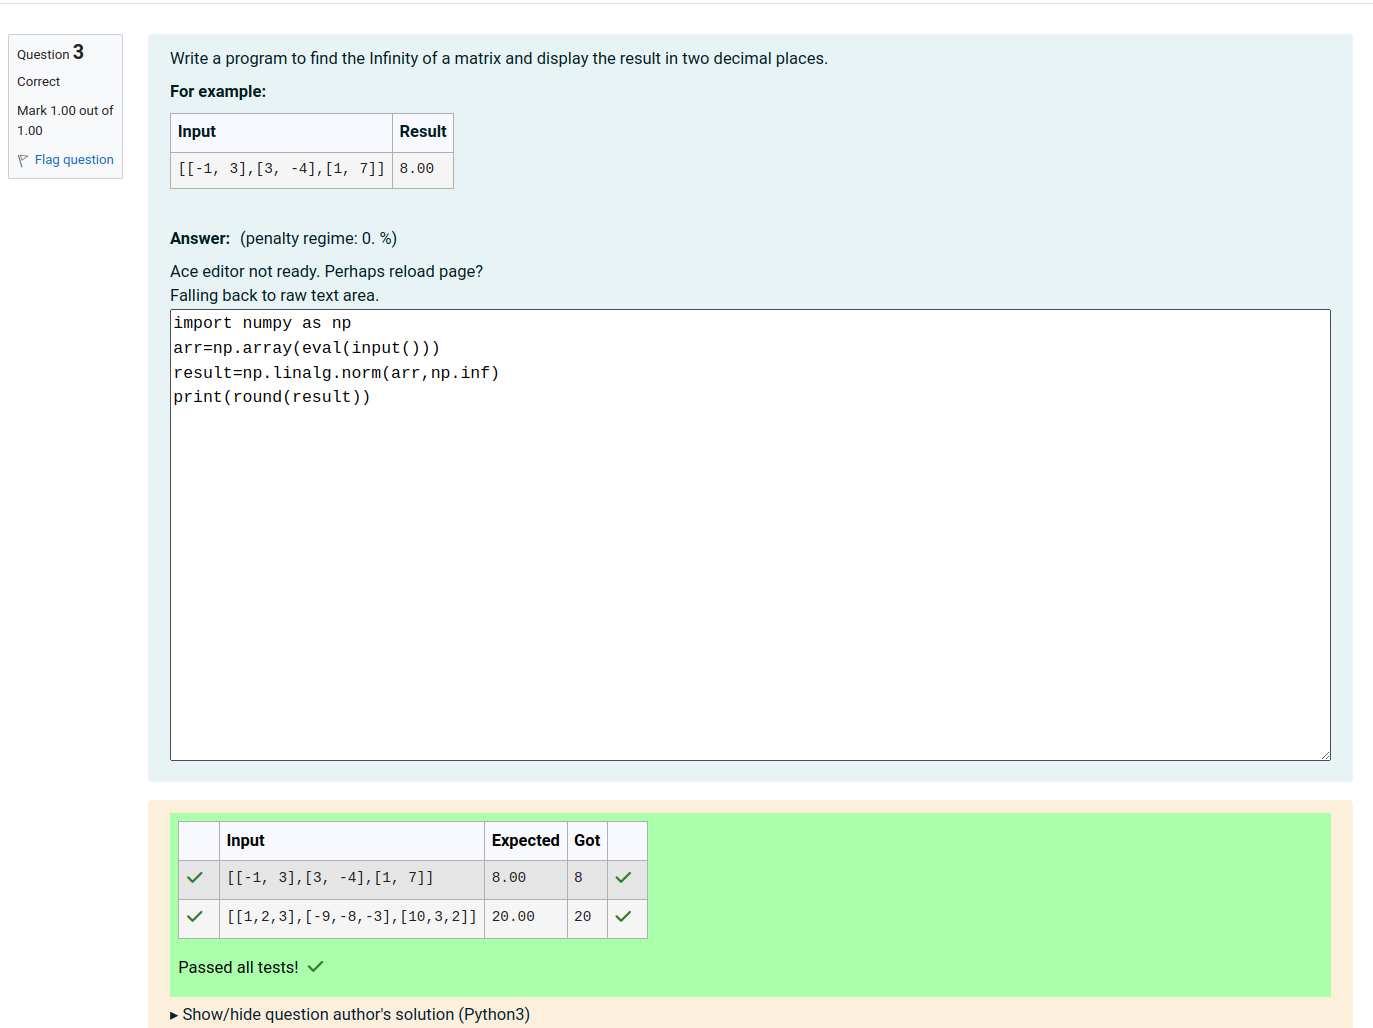 Question 3
Correct
Mark 1.00 out of
1.00
Flag question
Write a program to find the Infinity of a matrix and display the result in two decimal places.
For example:
Input Result
[[-1, 3],[3, -4],[1, 7]] 8.00
Answer: (penalty regime: 0. %)
Ace editor not ready. Perhaps reload page?
Falling back to raw text area.
import numpy as np
arr=np.array(eval(input()))
result=np.linalg.norm(arr,np.inf)
print(round(result))
Input Expected Got
[[-1, 3],[3, -4],[1, 7]] 8.00 8
[[1,2,3],[-9,-8,-3],[10,3,2]] 20.00 20
Passed all tests!
Show/hide question author's solution (Python3)